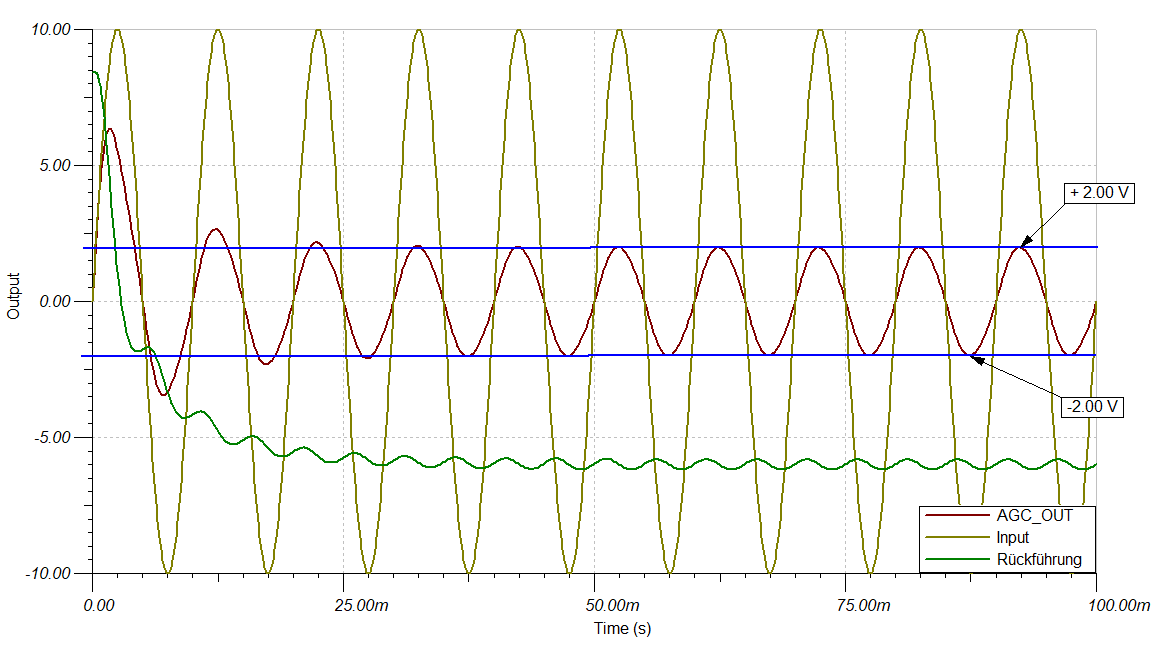 10.00
5.00
0.00
-5.00
-10.00
Output
+ 2.00 V
-2.00 V
AGC_OUT
Input
Rückführung
0.00
25.00m
50.00m
75.00m
100.00m
Time (s)